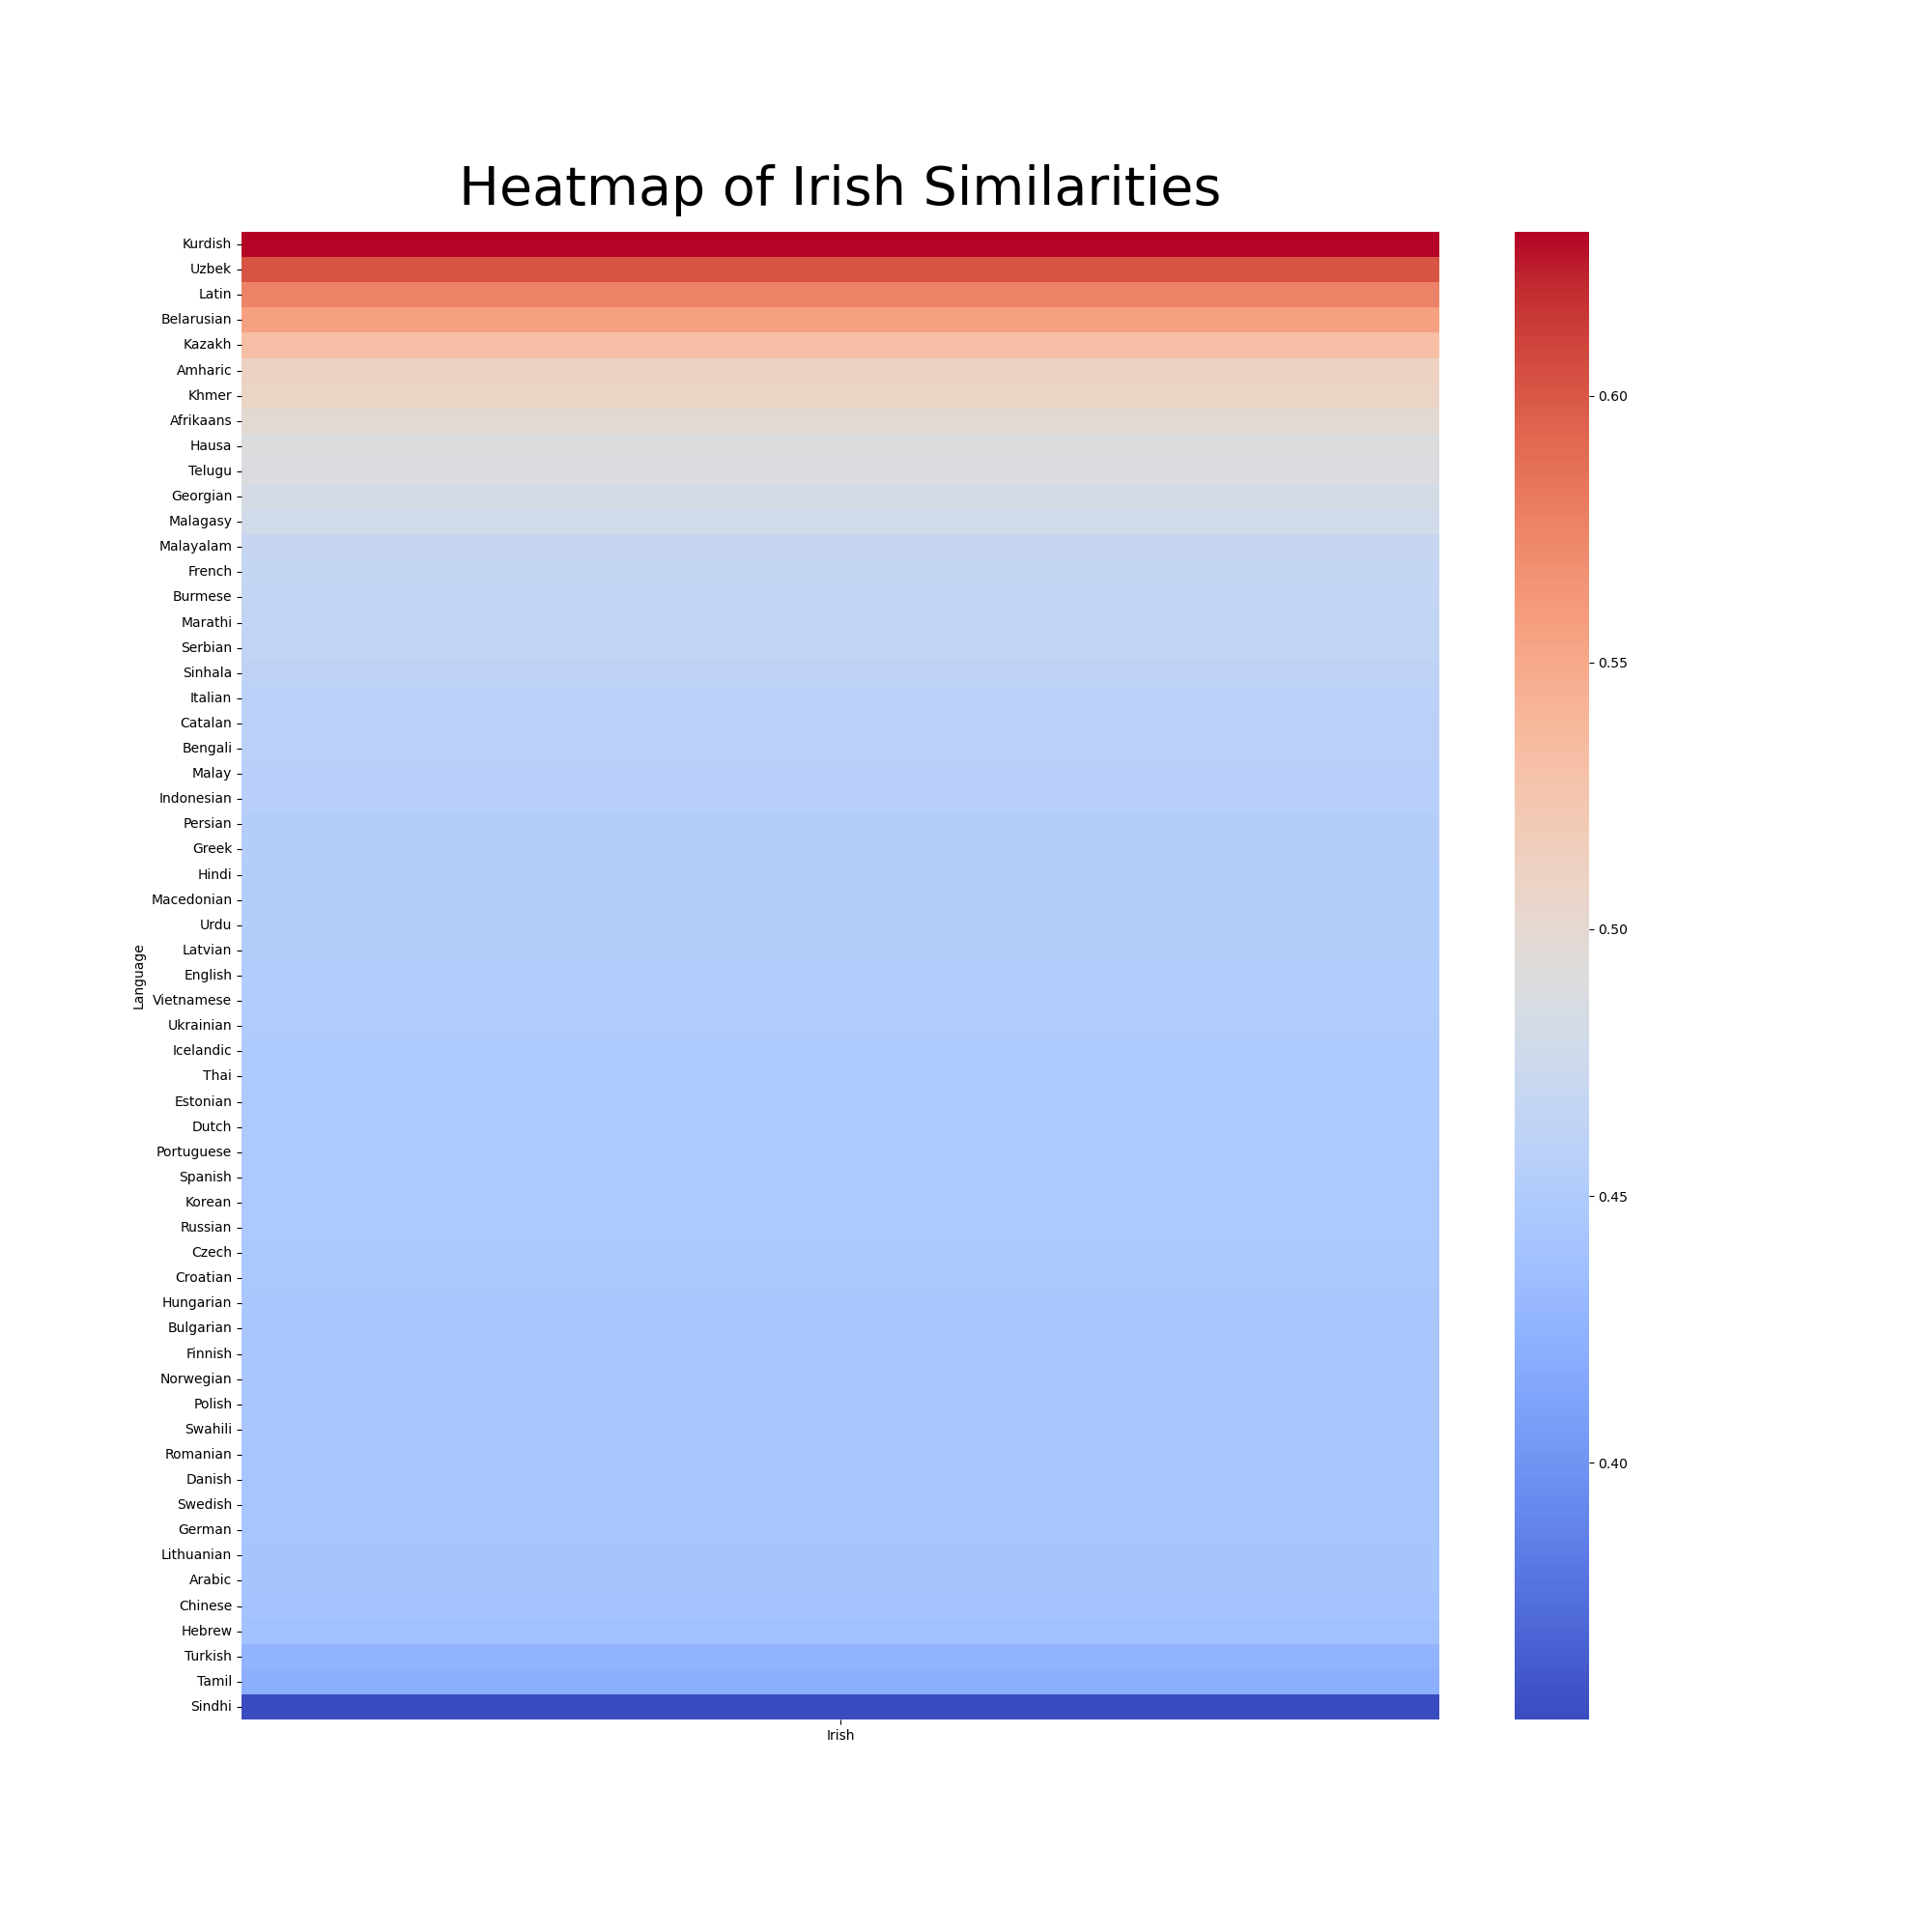 Heatmap of Irish Similarities
Language
Kurdish
Uzbek
Latin
Belarusian
Kazakh
Amharic
Khmer
Afrikaans
Hausa
Telugu
Georgian
Malagasy
Malayalam
French
Burmese
Marathi
Serbian
Sinhala
Italian
Catalan
Bengali
Malay
Indonesian
Persian
Greek
Hindi
Macedonian
Urdu
Latvian
English
Vietnamese
Ukrainian
Icelandic
Thai
Estonian
Dutch
Portuguese
Spanish
Korean
Russian
Czech
Croatian
Hungarian
Bulgarian
Finnish
Norwegian
Polish
Swahili
Romanian
Danish
Swedish
German
Lithuanian
Arabic
Chinese
Hebrew
Turkish
Tamil
Sindhi
Irish
0.60
0.55
0.50
0.45
0.40